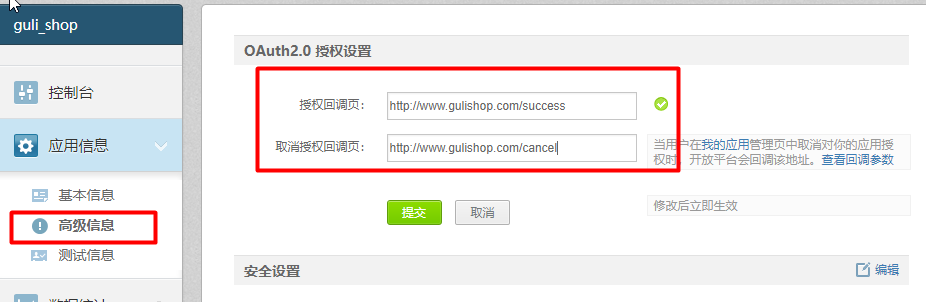 guli_shop
控制台
应用信息
基本信息
高级信息
测试信息
OAuth2.0 授权设置
授权回调页: http://www.gulishop.com/success
取消授权回调页: http://www.gulishop.com/cancel
当用户在我的应用管理页中取消对你的应用授
权时，开放平台会回调该地址。查看回调参数
提交 取消
修改后立即生效
安全设置 编辑